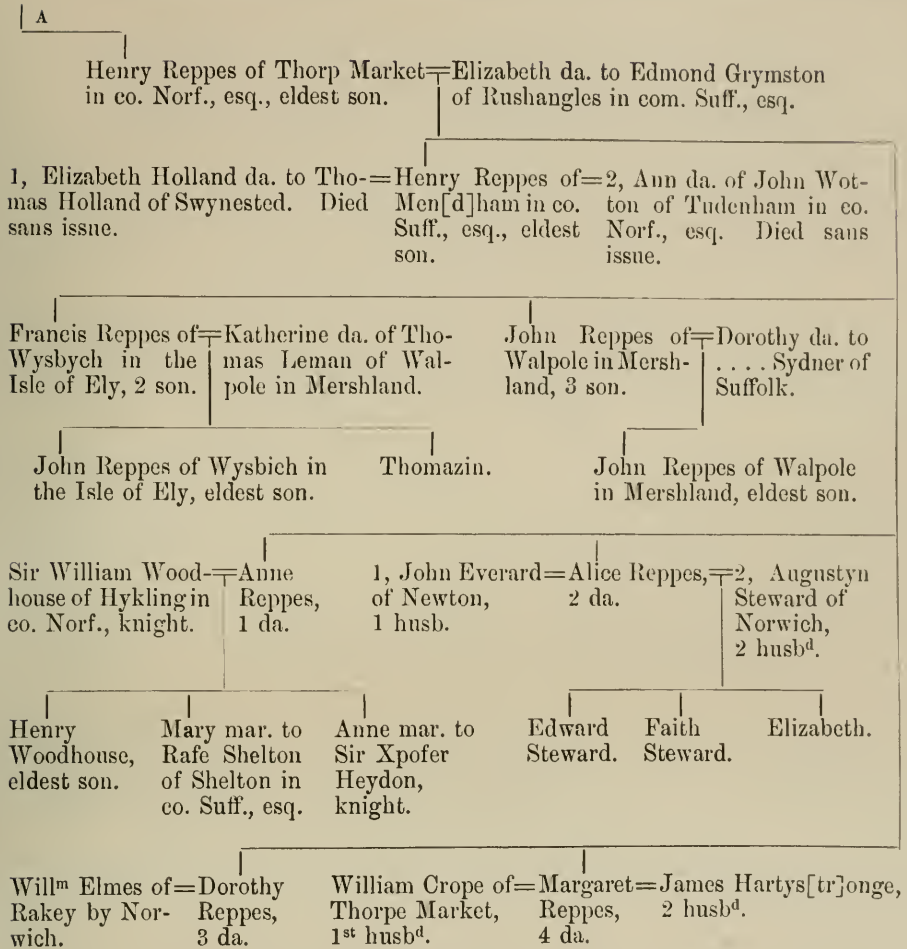 A
Henry Reppes of Thorp Market=Elizabeth da. to Edmond Grymston
in co. Norf., esq., eldest son. of Rushangles in com. Suff., esq.
1, Elizabeth Holland da. to Tho-=Henry Reppes of=2, Ann da. of John Wot-
mas Holland of Swynested. Died Men[d]ham in co. ton of Tudenham in co.
sans issue. Suff., esq., eldest Norf., esq. Died sans
son. issue.
Francis Reppes of=Katherine da. of Tho- John Reppes of=Dorothy da. to
Wysbych in the mas Leman of Wal- Walpole in Mersh- . . . . Sydner of
Isle of Ely, 2 son. pole in Mershland. land, 3 son. Suffolk.
John Reppes of Wysbich in Thomazin. John Reppes of Walpole
the Isle of Ely, eldest son. in Mershland, eldest son.
Sir William Wood-=Anne 1, John Everard=Alice Reppes,=2, Augustyn
house of Hykling in Reppes, of Newton, 2 da. Steward of
co. Norf., knight. 1 da. 1 husb. Norwich,
2 husbᵈ.
Henry Mary mar. to Anne mar. to Edward Faith Elizabeth.
Woodhouse, Rafe Shelton Sir Xpofer Steward. Steward.
eldest son. of Shelton in Heydon,
co. Suff., esq. knight.
Willᵐ Elmes of=Dorothy William Crope of=Margaret=James Hartys[tr]onge,
Rakey by Nor- Reppes, Thorpe Market, Reppes, 2 husbᵈ.
wich. 3 da. 1ˢᵗ husbᵈ. 4 da.